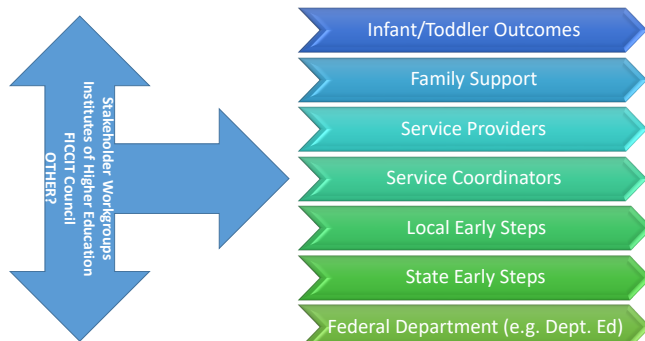 Stakeholder Workgroups
Institutes of Higher Education
FICCIT Council
OTHER?
Infant/Toddler Outcomes
Family Support
Service Providers
Service Coordinators
Local Early Steps
State Early Steps
Federal Department (e.g. Dept. Ed)